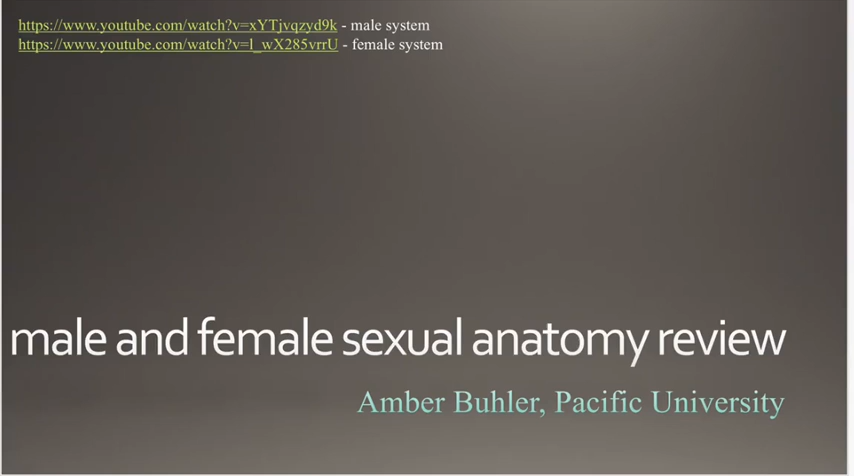 https://www.youtube.com/watch?v=xYTjvqzyd9k - male system
https://www.youtube.com/watch?v=l_wX285vrrU - female system
male and female sexual anatomy review
Amber Buhler, Pacific University